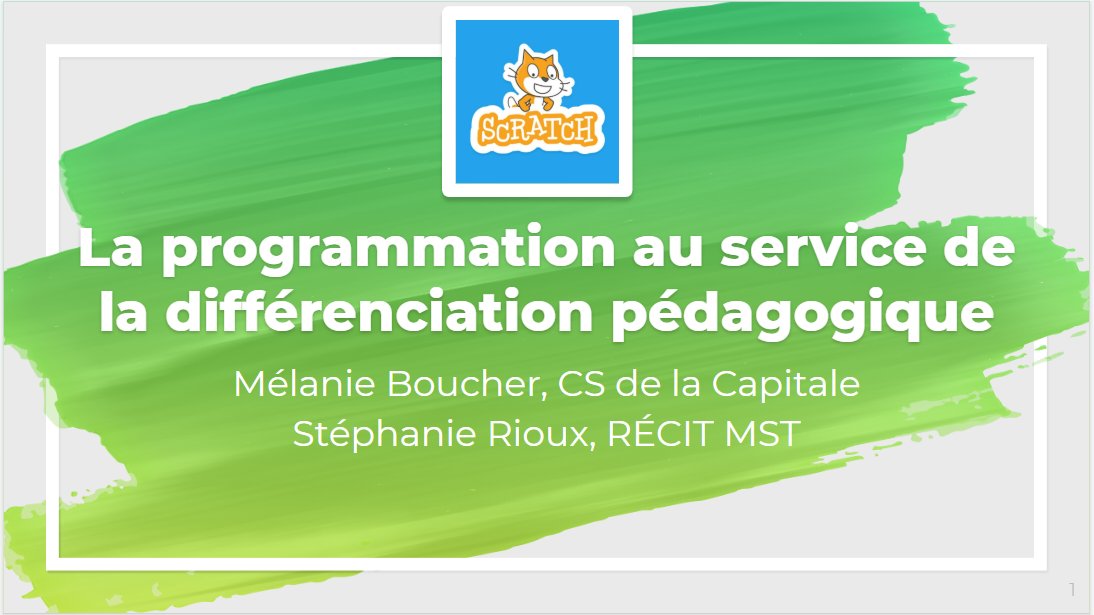 SCRATCH
La programmation au service de
la différenciation pédagogique
Mélanie Boucher, CS de la Capitale
Stéphanie Rioux, RÉCIT MST
1